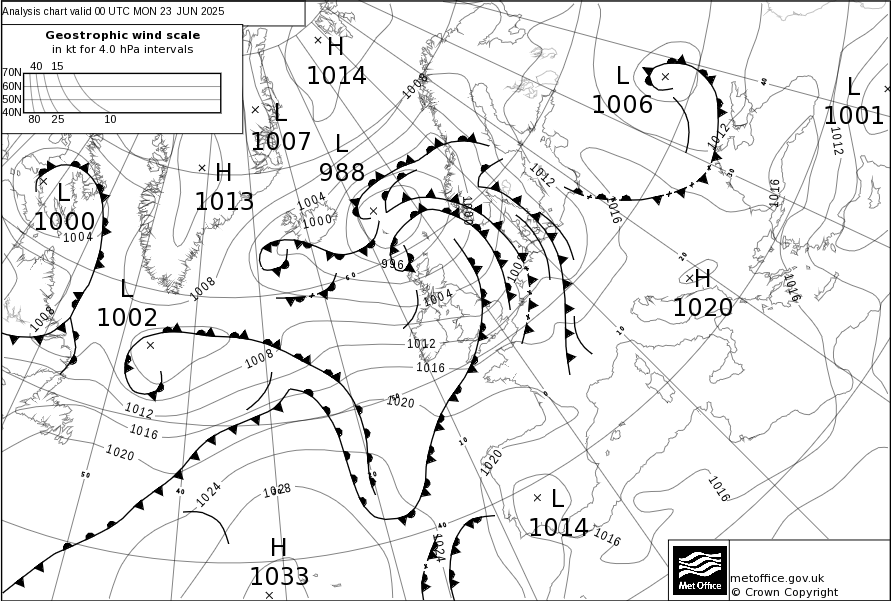 Analysis chart valid 00 UTC MON 23 JUN 2025
Geostrophic wind scale
in kt for 4.0 hPa intervals
40 15
70N
60N
50N
40N
80 25 10
H
1014
L
1007
L
988
H
1013
L
1000
1004
L
1002
L
1006
L
1001
H
1020
L
1014
H
1033
1008
1004
1000
996
1008
1008
1004
1012
1016
1020
1008
1012
1016
1020
1024
1028
1012
1016
1012
1012
1016
1016
1000
1020
1016
1016
1024
60
50
40
40
10
0
10
20
30
40
Met Office
metoffice.gov.uk
© Crown Copyright